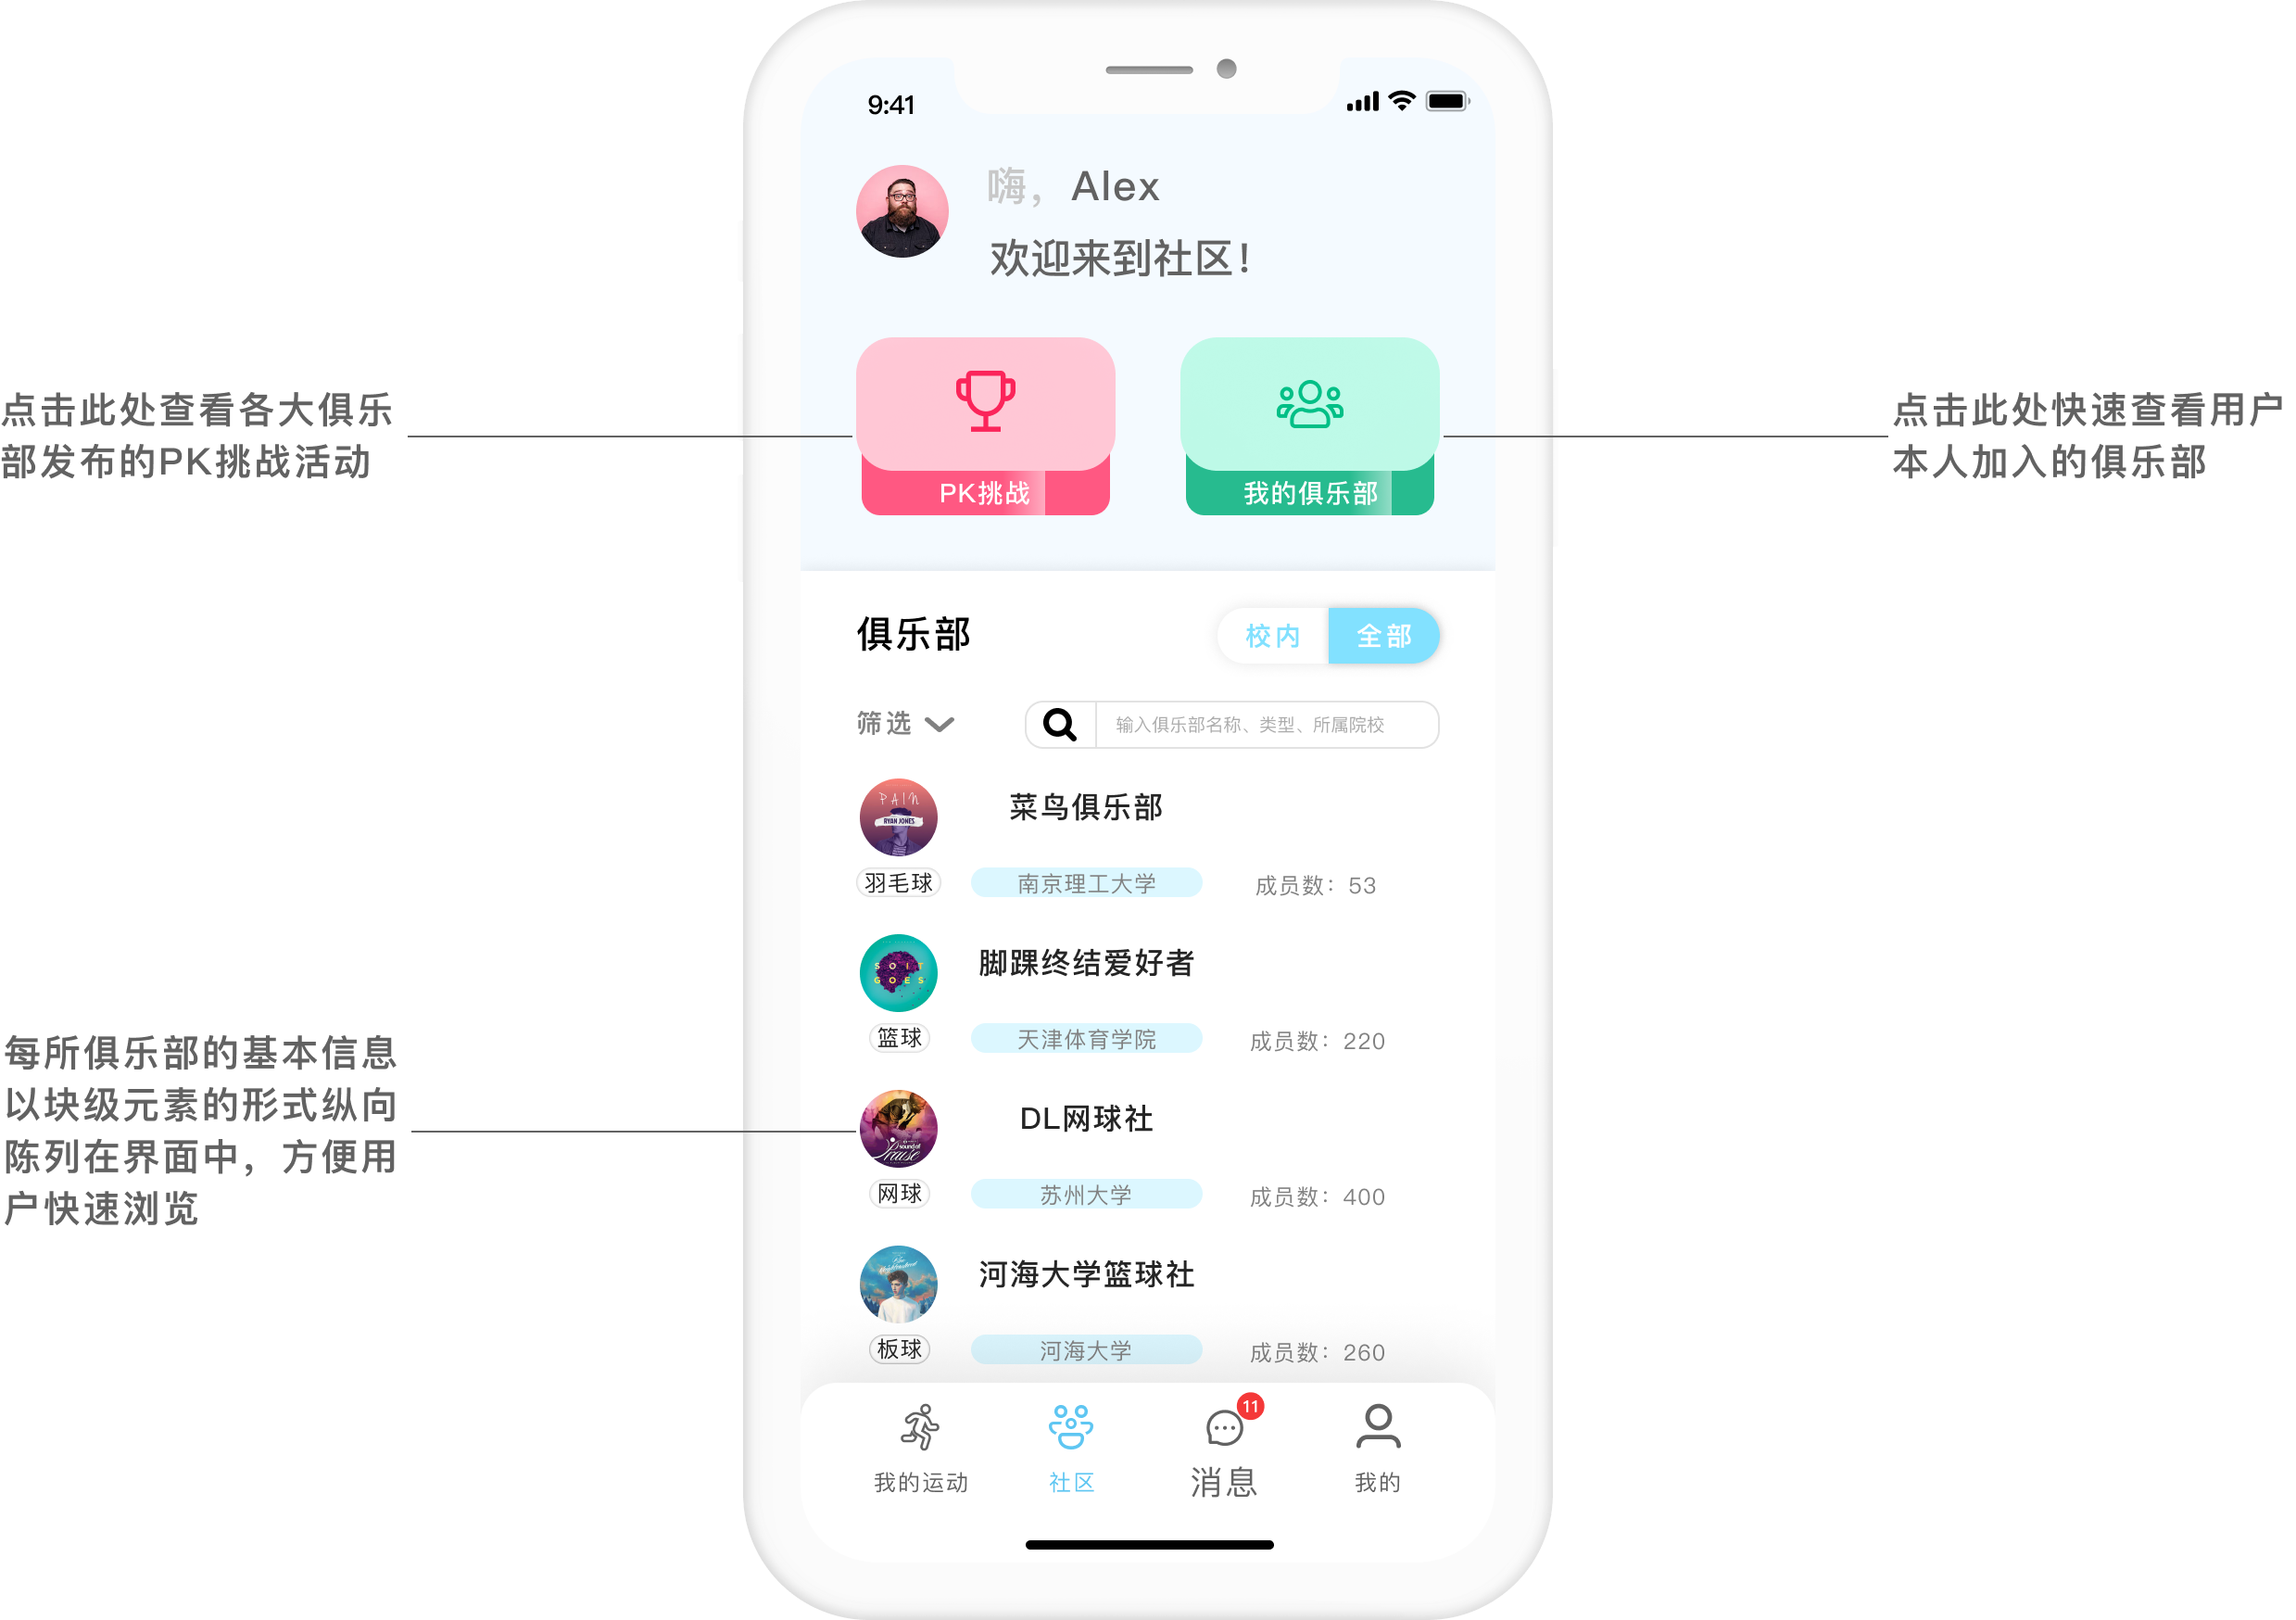 9:41
嗨，Alex
欢迎来到社区！
点击此处查看各大俱乐
部发布的PK挑战活动
点击此处快速查看用户
本人加入的俱乐部
PK挑战
我的俱乐部
俱乐部
校内
全部
筛选
输入俱乐部名称、类型、所属院校
PAIN
RYAN JONES
菜鸟俱乐部
羽毛球
南京理工大学
成员数：53
SOIT
GOES
脚踝终结爱好者
篮球
天津体育学院
成员数：220
每所俱乐部的基本信息
以块级元素的形式纵向
陈列在界面中，方便用
户快速浏览
DL网球社
网球
苏州大学
成员数：400
河海大学篮球社
板球
河海大学
成员数：260
11
我的运动
社区
消息
我的